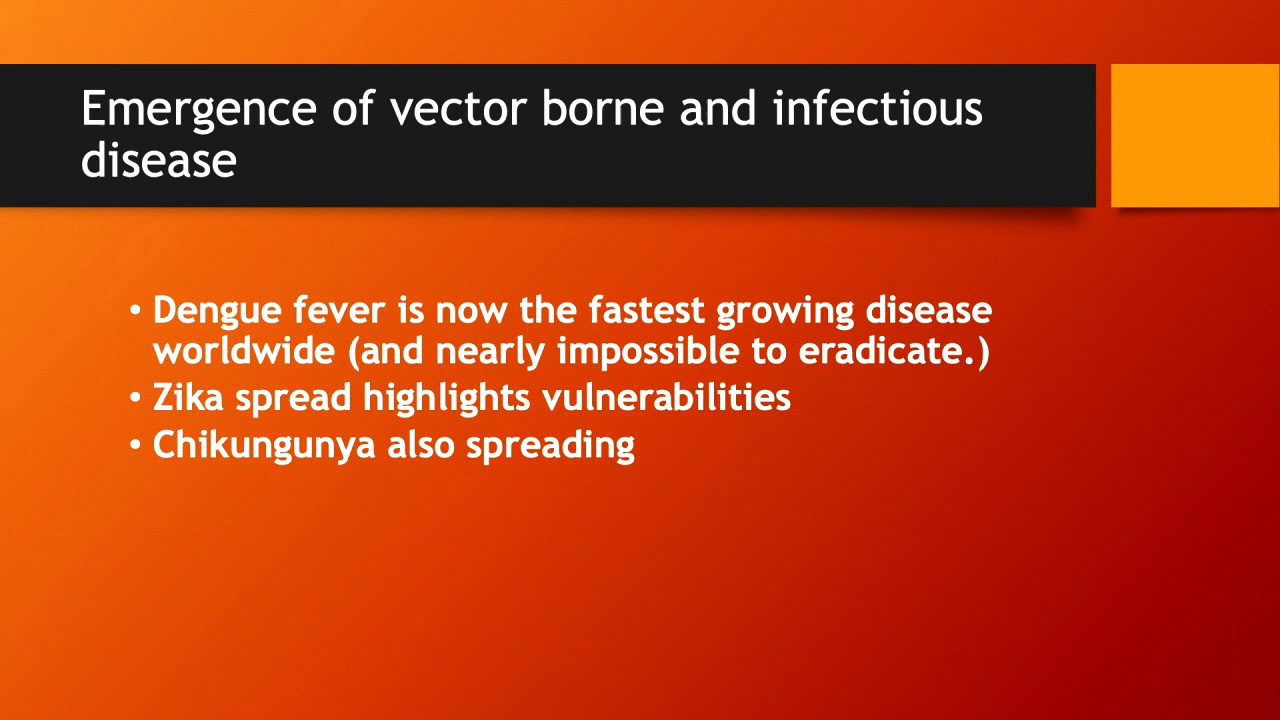 Emergence of vector borne and infectious
disease
• Dengue fever is now the fastest growing disease
worldwide (and nearly impossible to eradicate.)
• Zika spread highlights vulnerabilities
• Chikungunya also spreading